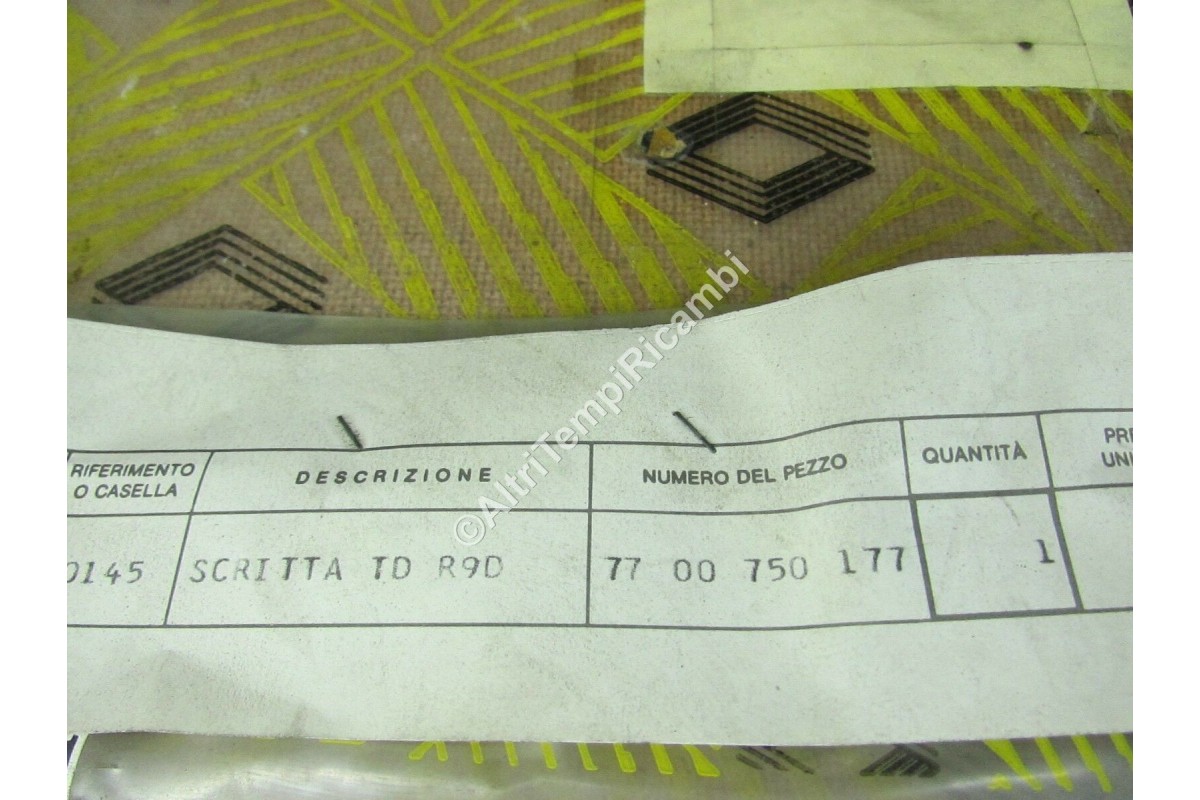 RIFERIMENTO
O CASELLA
DESCRIZIONE
NUMERO DEL PEZZO
QUANTITÀ
0145
SCRITTA TD R9D
77 00 750 177
1
©AltriTempiRicambi